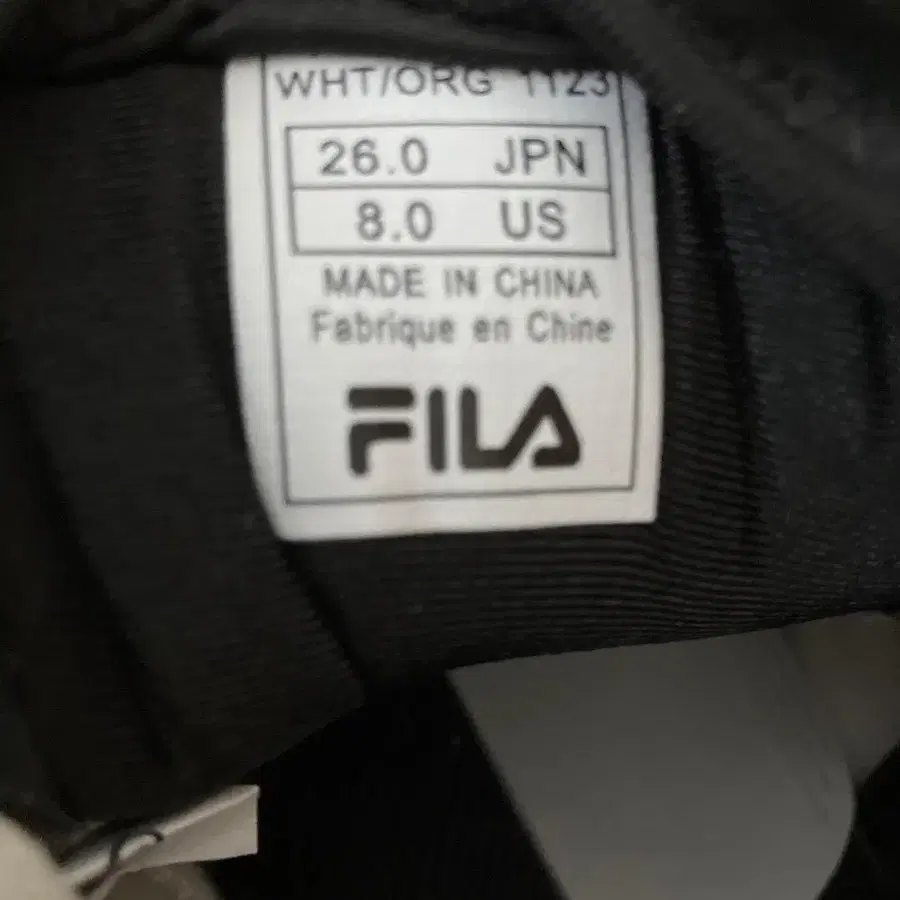 WHT/ORG 1123
26.0 JPN
8.0 US
MADE IN CHINA
Fabrique en Chine
FILA